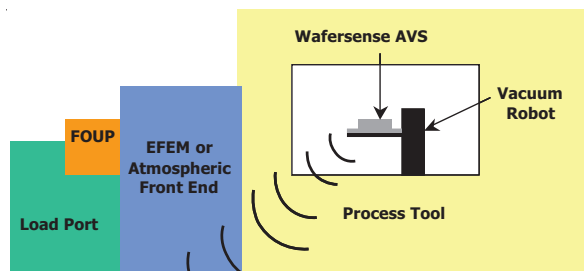 Wafersense AVS
Vacuum
Robot
FOUP
EFEM or
Atmospheric
Front End
Load Port
Process Tool